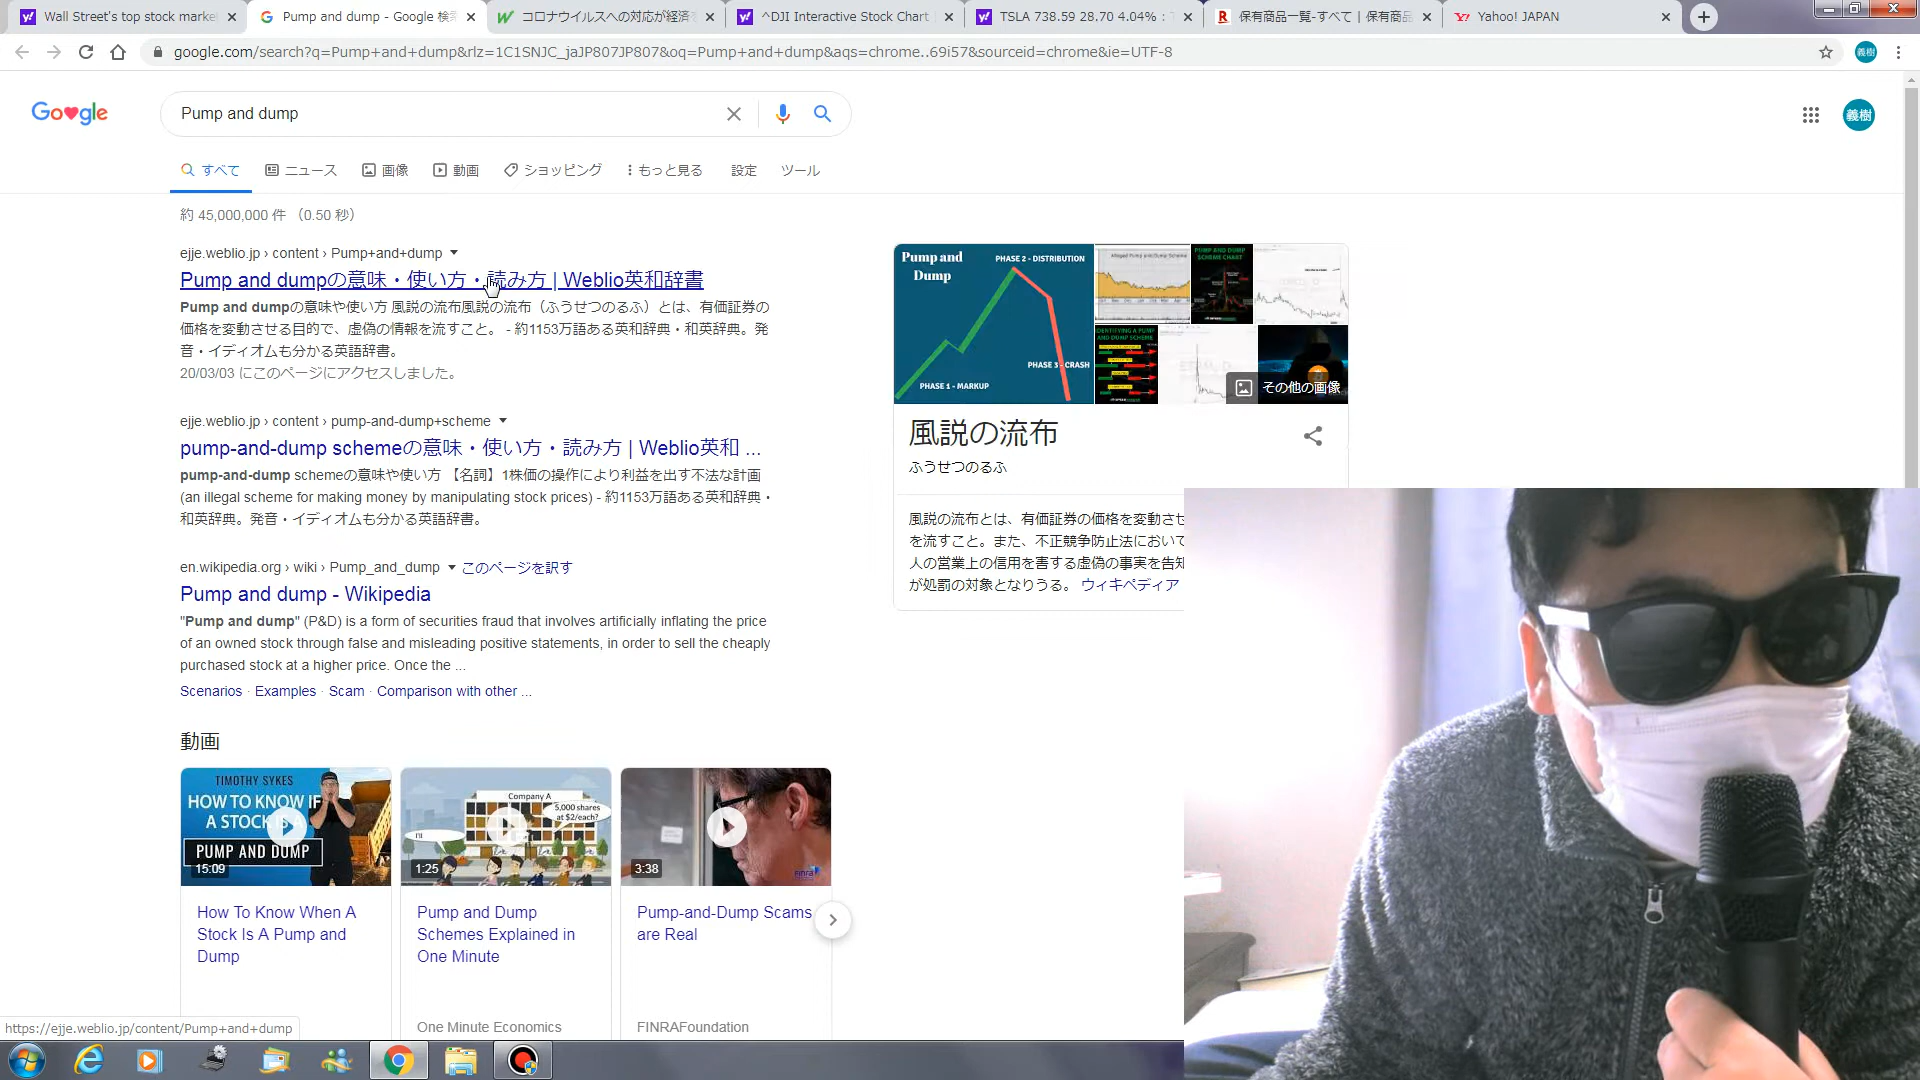 Wall Street's top stock marke
Pump and dump - Google 検索
コロナウイルスへの対応が経済を
^DJI Interactive Stock Chart
TSLA 738.59 28.70 4.04% : T
保有商品一覧-すべて | 保有商品
Yahoo! JAPAN
google.com/search?q=Pump+and+dump&rlz=1C1SNJC_jaJP807JP807&oq=Pump+and+dump&aqs=chrome..69i57&sourceid=chrome&ie=UTF-8
義樹
Pump and dump
義樹
すべて ニュース 画像 動画 ショッピング もっと見る 設定 ツール
約 45,000,000 件 （0.50 秒）
ejje.weblio.jp › content › Pump+and+dump
Pump and dumpの意味・使い方・読み方 | Weblio英和辞書
Pump and dumpの意味や使い方 風説の流布風説の流布（ふうせつのるふ）とは、有価証券の
価格を変動させる目的で、虚偽の情報を流すこと。 - 約1153万語ある英和辞典・和英辞典。発
音・イディオムも分かる英語辞書。
20/03/03 にこのページにアクセスしました。
ejje.weblio.jp › content › pump-and-dump+scheme
pump-and-dump schemeの意味・使い方・読み方 | Weblio英和 ...
pump-and-dump schemeの意味や使い方 【名詞】1株価の操作により利益を出す不法な計画
(an illegal scheme for making money by manipulating stock prices) - 約1153万語ある英和辞典・
和英辞典。発音・イディオムも分かる英語辞書。
en.wikipedia.org › wiki › Pump_and_dump このページを訳す
Pump and dump - Wikipedia
"Pump and dump" (P&D) is a form of securities fraud that involves artificially inflating the price
of an owned stock through false and misleading positive statements, in order to sell the cheaply
purchased stock at a higher price. Once the ...
Scenarios · Examples · Scam · Comparison with other ...
動画
TIMOTHY SYKES
HOW TO KNOW IF
A STOCK IS A
PUMP AND DUMP
15:09
How To Know When A
Stock Is A Pump and
Dump
Company A
5,000 shares
at $2/each?
1:25
Pump and Dump
Schemes Explained in
One Minute
One Minute Economics
3:38
Finra
Pump-and-Dump Scams
are Real
FINRAFoundation
Pump and
Dump
PHASE 2 - DISTRIBUTION
PHASE 3 - CRASH
PHASE 1 - MARKUP
Alleged Pump and Dump Scheme
PUMP AND DUMP
SCHEME CHART
IDENTIFYING A PUMP
AND DUMP SCHEME
その他の画像
風説の流布
ふうせつのるふ
風説の流布とは、有価証券の価格を変動させ
を流すこと。また、不正競争防止法において
人の営業上の信用を害する虚偽の事実を告知
が処罰の対象となりうる。 ウィキペディア
https://ejje.weblio.jp/content/Pump+and+dump